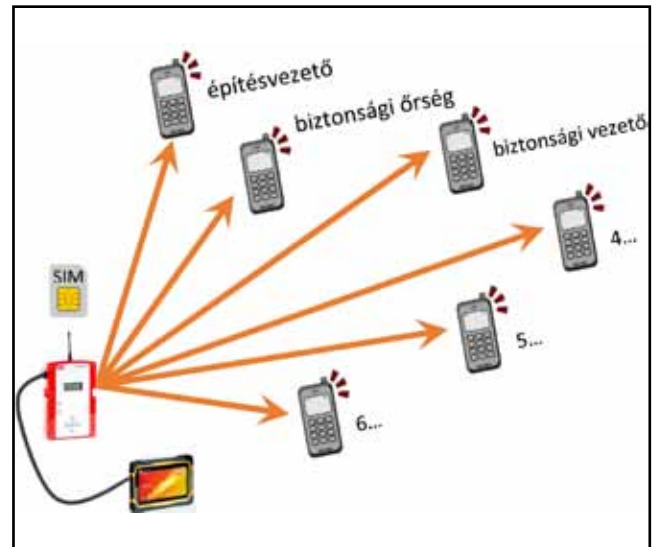 építésvezető
biztonsági őrség
biztonsági vezető
4...
SIM
5...
6...